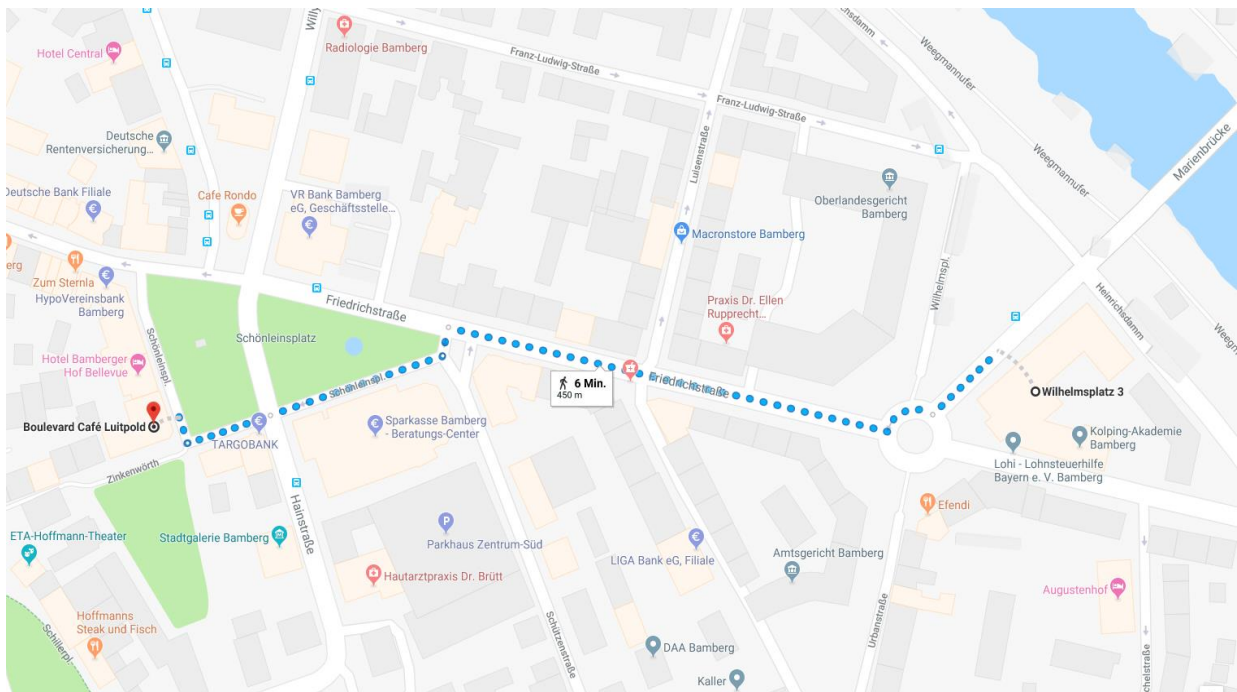 Hotel Central
Radiologie Bamberg
Willy
Franz-Ludwig-Straße
Franz-Ludwig-Straße
Weegmannufer
Weegmannufer
Marienbrücke
Deutsche
Rentenversicherung...
Luisenstraße
Deutsche Bank Filiale
Cafe Rondo
VR Bank Bamberg
eG, Geschäftsstelle...
Oberlandesgericht
Bamberg
Macronstore Bamberg
Zum Sternla
HypoVereinsbank
Bamberg
Friedrichstraße
Praxis Dr. Ellen
Rupprecht...
Wilhelmspl.
Heinrichsdamm
Schönleinsplatz
Schönleinspl.
Hotel Bamberger
Hof Bellevue
Schönleinspl.
6 Min.
450 m
Friedrichstraße
Wilhelmsplatz 3
Boulevard Café Luitpold
TARGOBANK
Sparkasse Bamberg
- Beratungs-Center
Kolping-Akademie
Bamberg
Lohi - Lohnsteuerhilfe
Bayern e. V. Bamberg
Zinkenwörth
Hainstraße
Efendi
ETA-Hoffmann-Theater
Stadtgalerie Bamberg
P
Parkhaus Zentrum-Süd
LIGA Bank eG, Filiale
Amtsgericht Bamberg
Hautarztpraxis Dr. Brütt
Augustenhof
Hoffmanns
Steak und Fisch
Schillerpl.
Schützenstraße
Urbanstraße
DAA Bamberg
Kaller